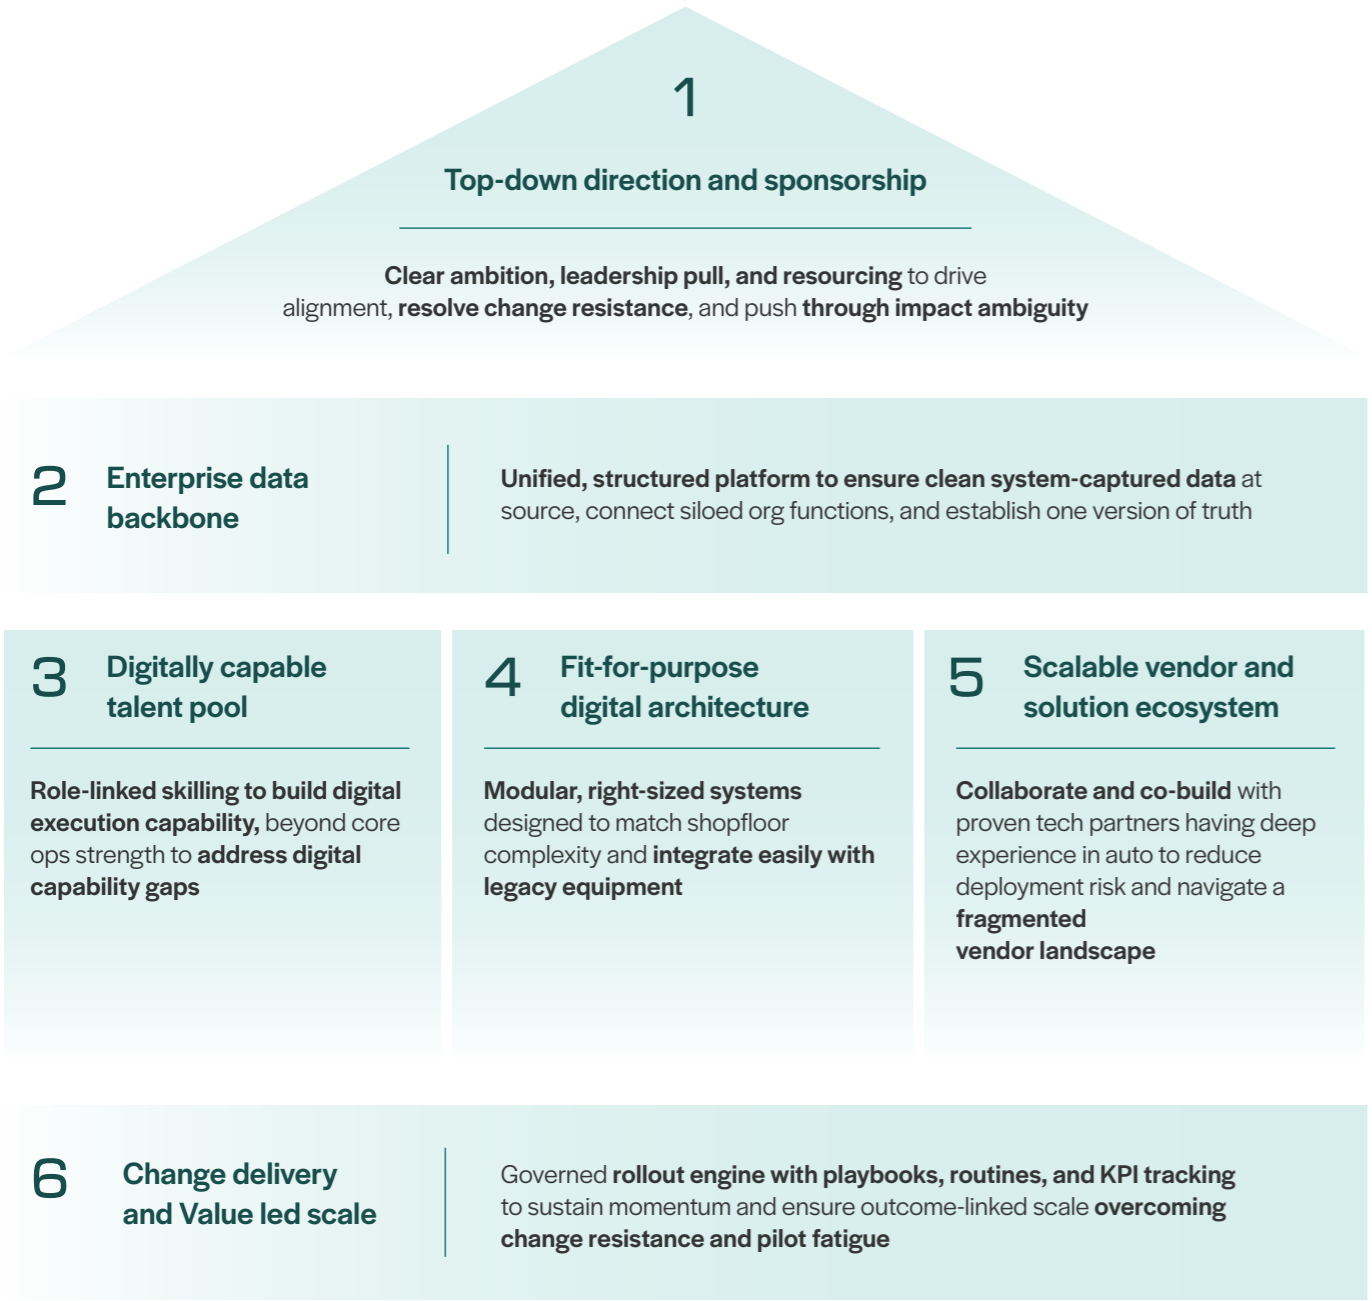 1
Top-down direction and sponsorship
Clear ambition, leadership pull, and resourcing to drive
alignment, resolve change resistance, and push through impact ambiguity
2
Enterprise data
backbone
Unified, structured platform to ensure clean system-captured data at
source, connect siloed org functions, and establish one version of truth
3
Digitally capable
talent pool
Role-linked skilling to build digital
execution capability, beyond core
ops strength to address digital
capability gaps
4
Fit-for-purpose
digital architecture
Modular, right-sized systems
designed to match shopfloor
complexity and integrate easily with
legacy equipment
5
Scalable vendor and
solution ecosystem
Collaborate and co-build with
proven tech partners having deep
experience in auto to reduce
deployment risk and navigate a
fragmented
vendor landscape
6
Change delivery
and Value led scale
Governed rollout engine with playbooks, routines, and KPI tracking
to sustain momentum and ensure outcome-linked scale overcoming
change resistance and pilot fatigue